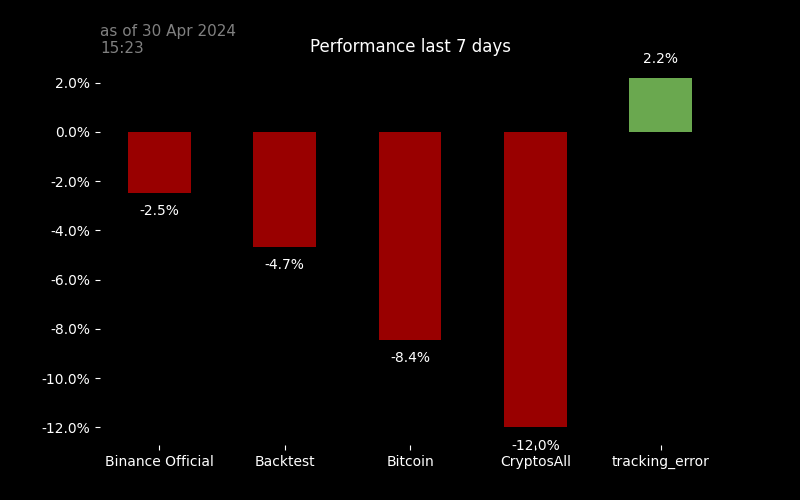 as of 30 Apr 2024
15:23
Performance last 7 days
2.2%
2.0%
0.0%
-2.0%
-2.5%
-4.0%
-4.7%
-6.0%
-8.0%
-8.4%
-10.0%
-12.0%
-12.0%
Binance Official
Backtest
Bitcoin
CryptosAll
tracking_error